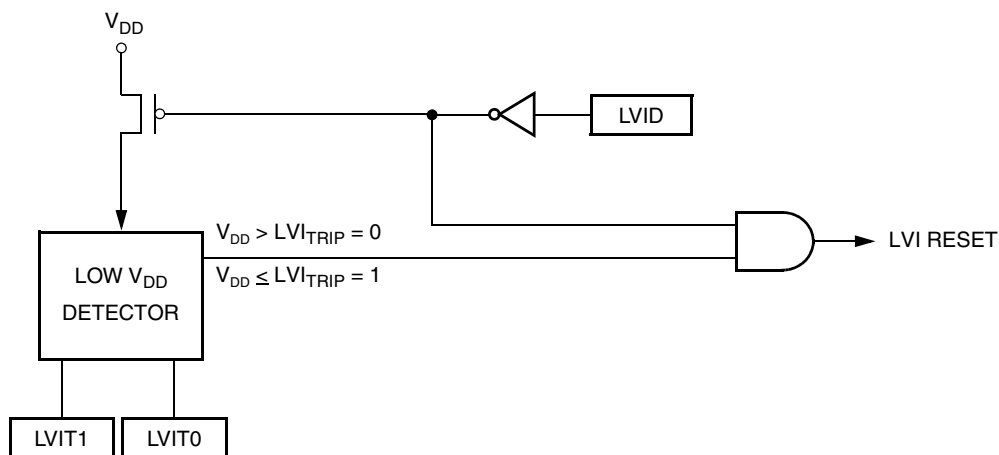 VDD
LVID
VDD > LVITRIP = 0
LVI RESET
LOW VDD
DETECTOR
VDD ≤ LVITRIP = 1
LVIT1
LVIT0